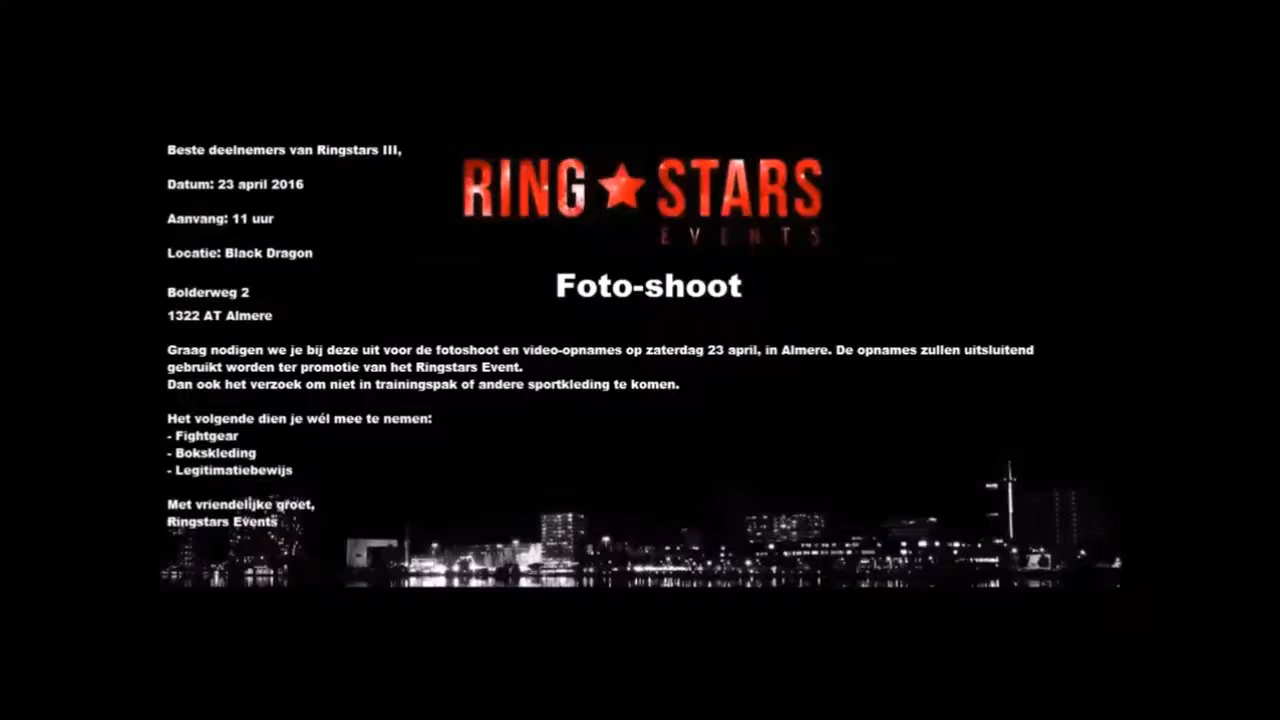 Beste deelnemers van Ringstars III,
RING★STARS
EVENTS
Datum: 23 april 2016
Aanvang: 11 uur
Locatie: Black Dragon
Foto-shoot
Bolderweg 2
1322 AT Almere
Graag nodigen we je bij deze uit voor de fotoshoot en video-opnames op zaterdag 23 april, in Almere. De opnames zullen uitsluitend
gebruikt worden ter promotie van het Ringstars Event.
Dan ook het verzoek om niet in trainingspak of andere sportkleding te komen.
Het volgende dien je wél mee te nemen:
- Fightgear
- Bokskleding
- Legitimatiebewijs
Met vriendelijke groet,
Ringstars Events